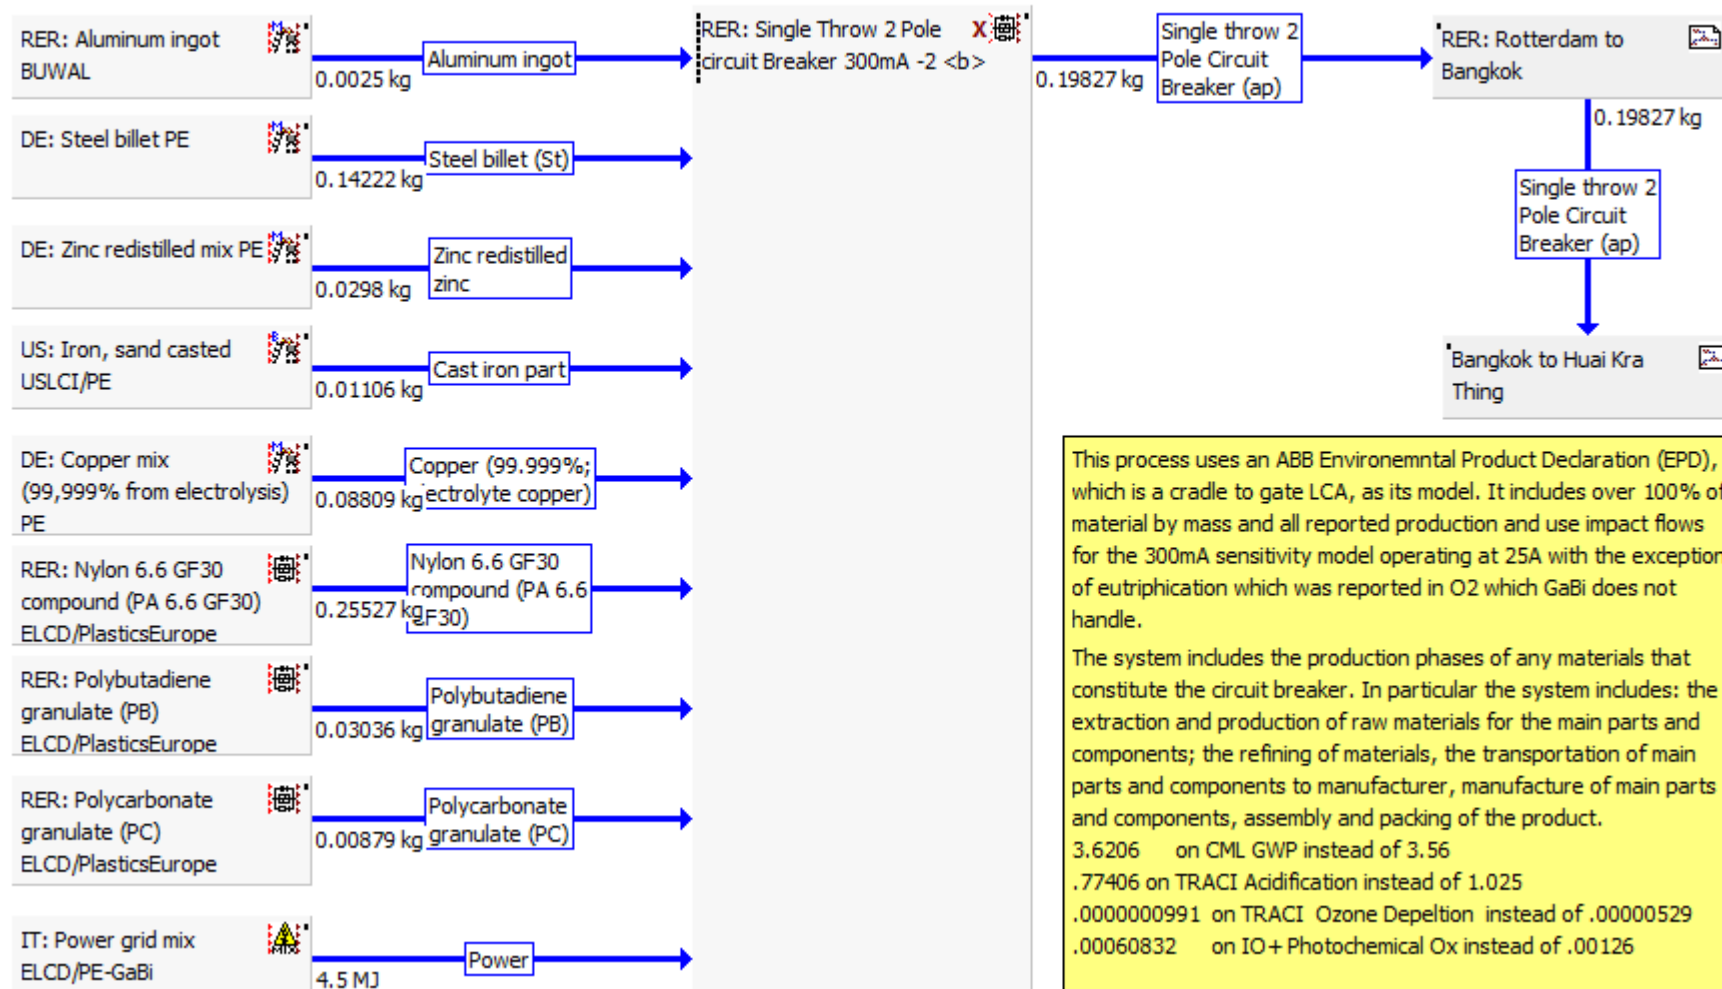 RER: Aluminum ingot
BUWAL
0.0025 kg
Aluminum ingot
DE: Steel billet PE
0.14222 kg
Steel billet (St)
DE: Zinc redistilled mix PE
0.0298 kg
Zinc redistilled
zinc
US: Iron, sand casted
USLCI/PE
0.01106 kg
Cast iron part
DE: Copper mix
(99,999% from electrolysis)
PE
0.08809 kg
Copper (99.999%;
ectrolyte copper)
RER: Nylon 6.6 GF30
compound (PA 6.6 GF30)
ELCD/PlasticsEurope
0.25527 kg
Nylon 6.6 GF30
compound (PA 6.6
GF30)
RER: Polybutadiene
granulate (PB)
ELCD/PlasticsEurope
0.03036 kg
Polybutadiene
granulate (PB)
RER: Polycarbonate
granulate (PC)
ELCD/PlasticsEurope
0.00879 kg
Polycarbonate
granulate (PC)
IT: Power grid mix
ELCD/PE-GaBi
4.5 MJ
Power
RER: Single Throw 2 Pole X
circuit Breaker 300mA -2 <b>
0.19827 kg
Single throw 2
Pole Circuit
Breaker (ap)
RER: Rotterdam to
Bangkok
0.19827 kg
Single throw 2
Pole Circuit
Breaker (ap)
Bangkok to Huai Kra
Thing
This process uses an ABB Environemntal Product Declaration (EPD),
which is a cradle to gate LCA, as its model. It includes over 100% of
material by mass and all reported production and use impact flows
for the 300mA sensitivity model operating at 25A with the exception
of eutriphication which was reported in O2 which GaBi does not
handle.
The system includes the production phases of any materials that
constitute the circuit breaker. In particular the system includes: the
extraction and production of raw materials for the main parts and
components; the refining of materials, the transportation of main
parts and components to manufacturer, manufacture of main parts
and components, assembly and packing of the product.
3.6206 on CML GWP instead of 3.56
.77406 on TRACI Acidification instead of 1.025
.0000000991 on TRACI Ozone Depeltion instead of .00000529
.00060832 on IO+Photochemical Ox instead of .00126